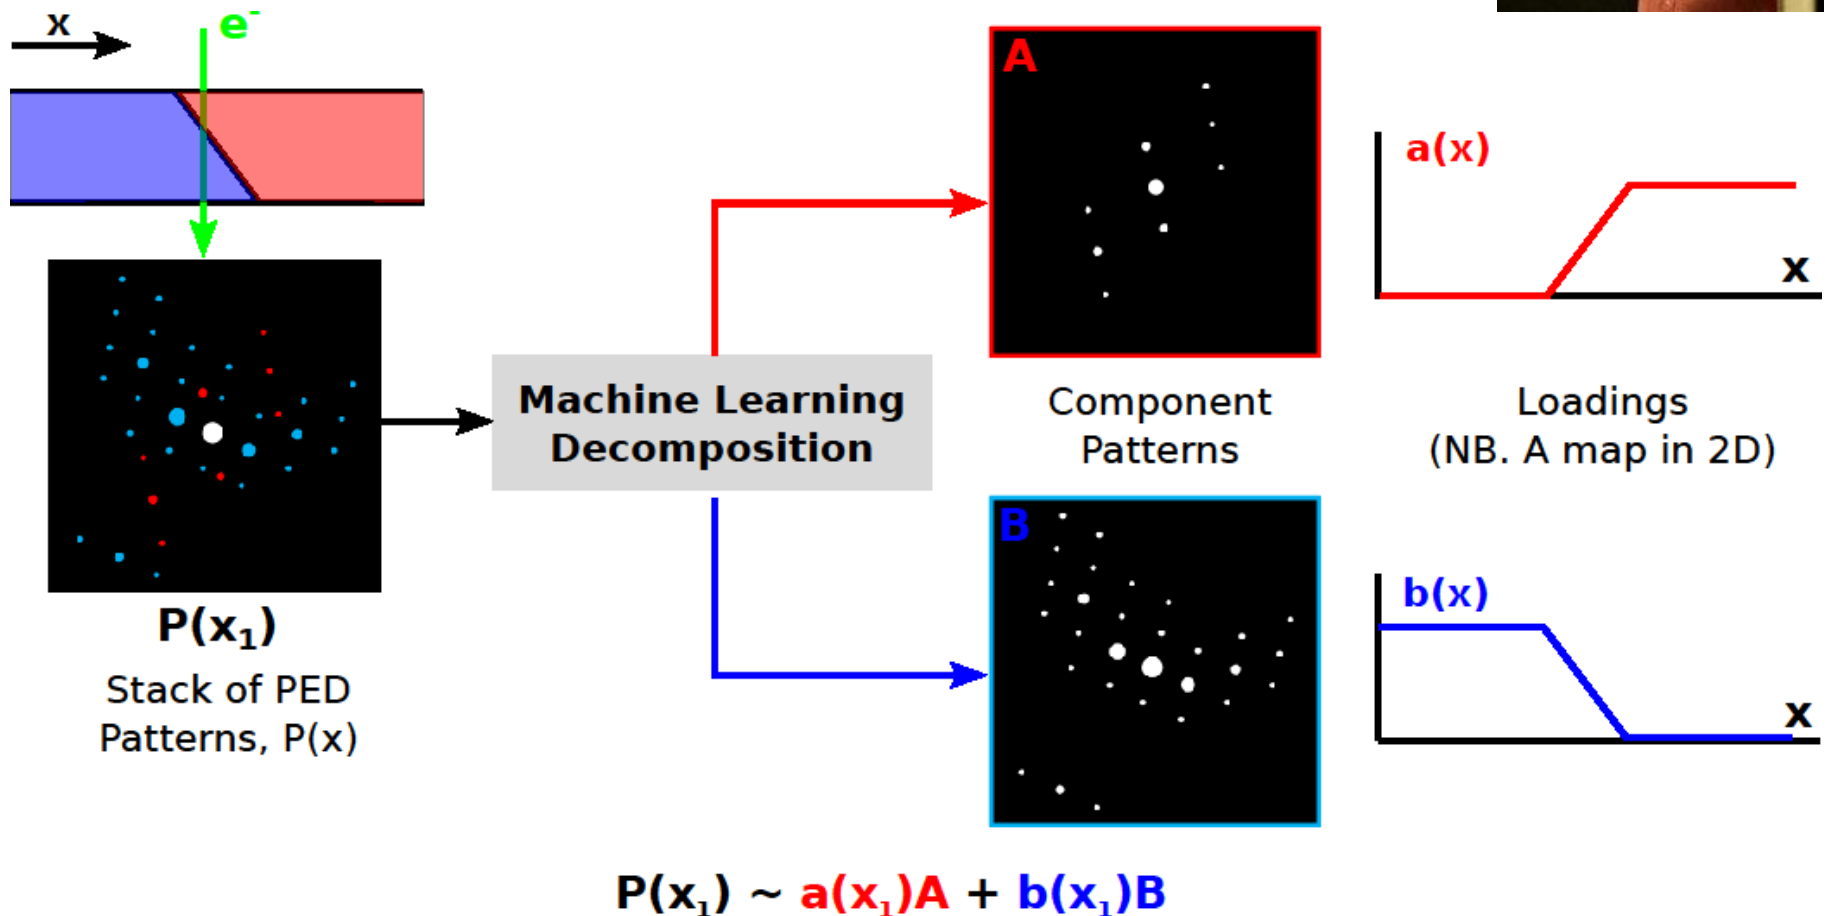 x
e⁻
A
a(x)
x
Machine Learning
Decomposition
Component
Patterns
Loadings
(NB. A map in 2D)
P(x₁)
Stack of PED
Patterns, P(x)
B
b(x)
x
P(x₁) ~ a(x₁)A + b(x₁)B